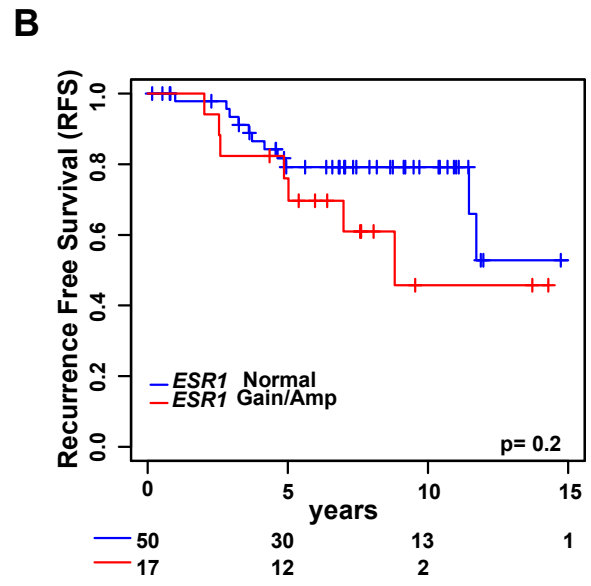 B
Recurrence Free Survival (RFS)
1.0
0.8
0.6
0.4
0.2
0.0
ESR1 Normal
ESR1 Gain/Amp
p= 0.2
0 5 10 15
years
50 30 13 1
17 12 2